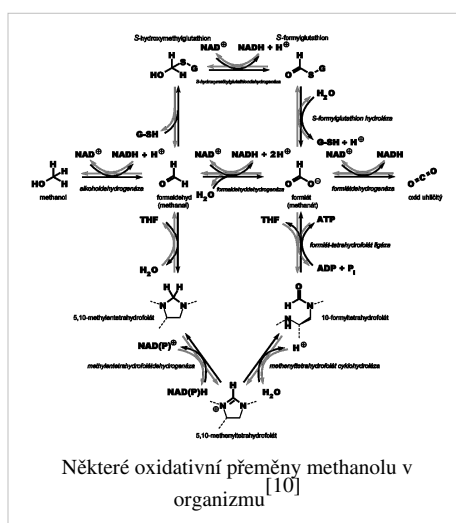 S-hydroxymethylglutathion
S-formylglutathion
NAD⊕ NADH + H⊕
HO H H S G
O H S G
S-hydroxymethylglutathiondehydrogenáza
H₂O
S-formylglutathion hydroláza
G-SH
G-SH + H⊕
NAD⊕ NADH + H⊕ NAD⊕ NADH + 2H⊕ NAD⊕ NADH
HO H H H
O H H
O H O⊖
O C O
methanol
alkoholdehydrogenáza
formaldehyd
(methanal)
H₂O
formaldehyddehydrogenáza
formiát
(methanát)
formiátdehydrogenáza
oxid uhličitý
THF THF ATP
formiát-tetrahydrofolát ligáza
H₂O ADP + Pᵢ
H H
N N
O
H N
N
H
5,10-methylentetrahydrofolát
10-formyltetrahydrofolát
NAD(P)⊕ H⊕
methylentetrahydrofolátdehydrogenáza
methenyltetrahydrofolát cyklohydroláza
NAD(P)H H₂O
H
N N
⊕
5,10-methenyltetrahydrofolát
Některé oxidativní přeměny methanolu v
organizmu[10]